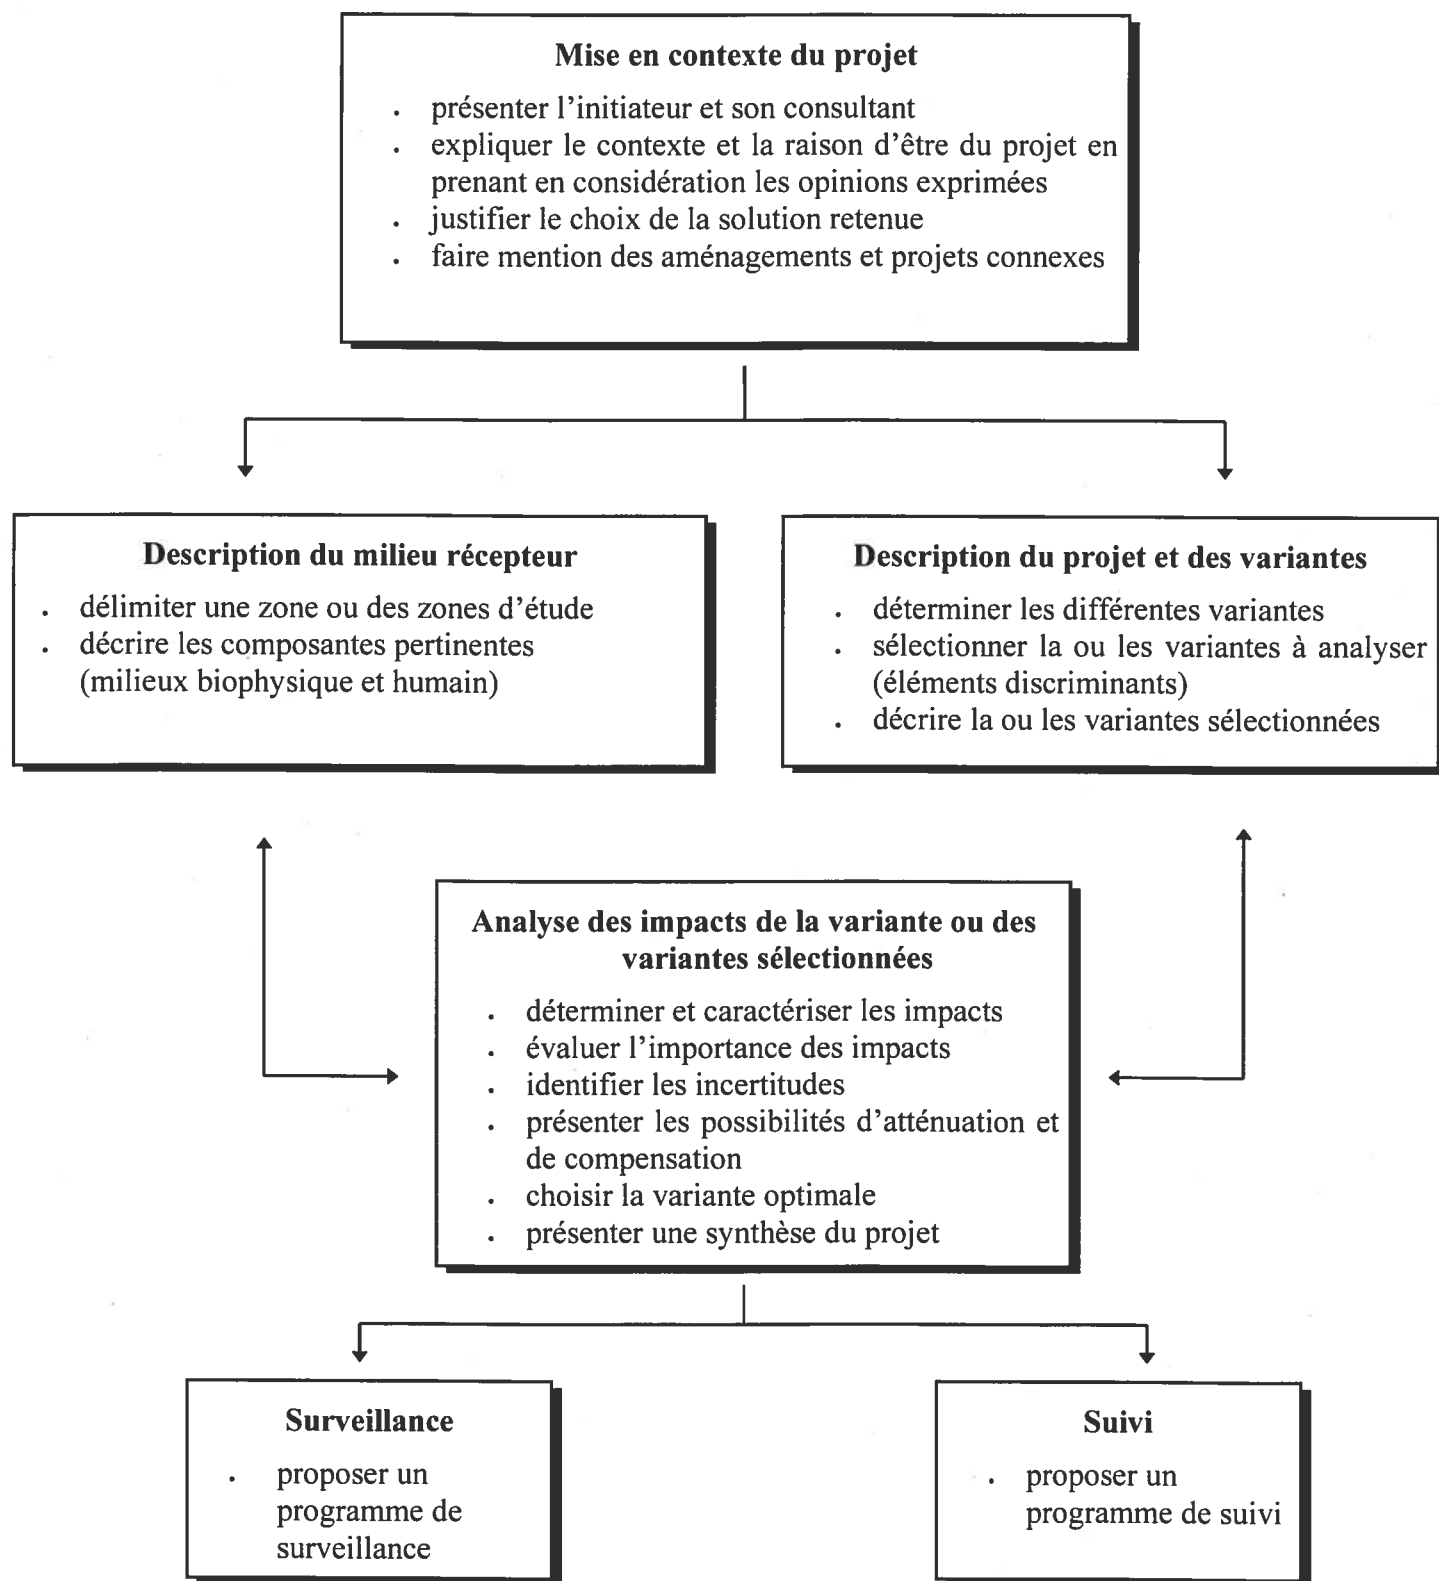 Mise en contexte du projet
. présenter l'initiateur et son consultant
. expliquer le contexte et la raison d'être du projet en
prenant en considération les opinions exprimées
. justifier le choix de la solution retenue
. faire mention des aménagements et projets connexes
Description du milieu récepteur
. délimiter une zone ou des zones d'étude
. décrire les composantes pertinentes
(milieux biophysique et humain)
Description du projet et des variantes
. déterminer les différentes variantes
. sélectionner la ou les variantes à analyser
(éléments discriminants)
. décrire la ou les variantes sélectionnées
Analyse des impacts de la variante ou des
variantes sélectionnées
. déterminer et caractériser les impacts
. évaluer l'importance des impacts
. identifier les incertitudes
. présenter les possibilités d'atténuation et
de compensation
. choisir la variante optimale
. présenter une synthèse du projet
Surveillance
. proposer un
programme de
surveillance
Suivi
. proposer un
programme de suivi